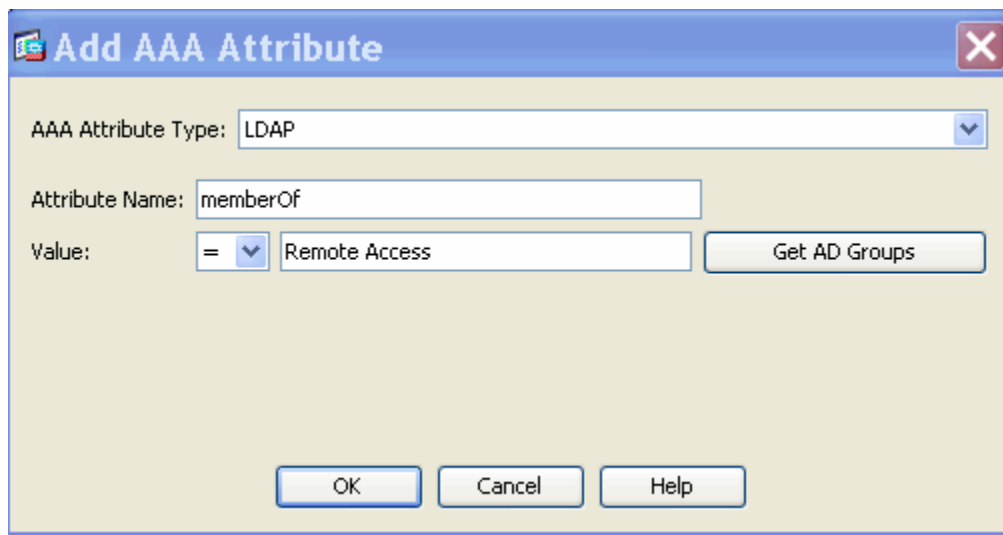 Add AAA Attribute
AAA Attribute Type: LDAP
Attribute Name: memberOf
Value: = Remote Access Get AD Groups
OK Cancel Help